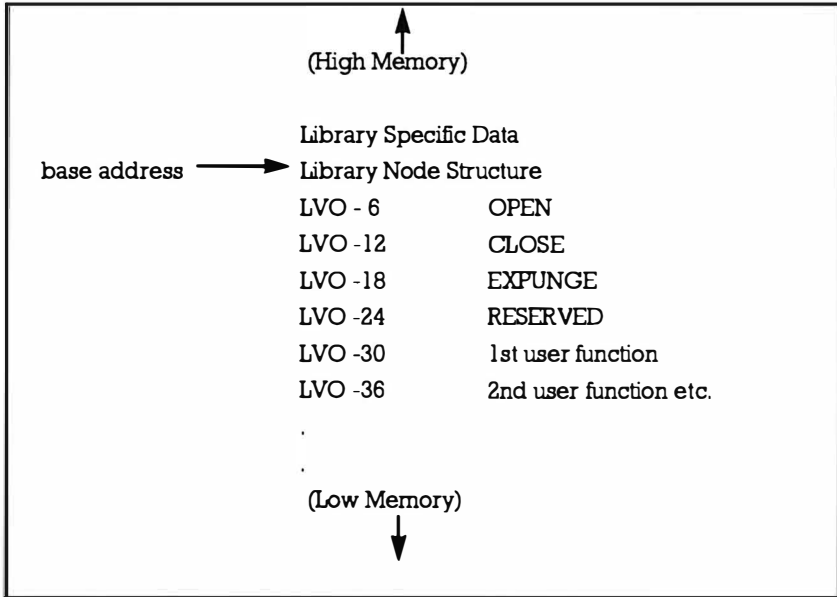 (High Memory)
Library Specific Data
base address Library Node Structure
LVO - 6 OPEN
LVO -12 CLOSE
LVO -18 EXPUNGE
LVO -24 RESERVED
LVO -30 1st user function
LVO -36 2nd user function etc.
.
.
(Low Memory)